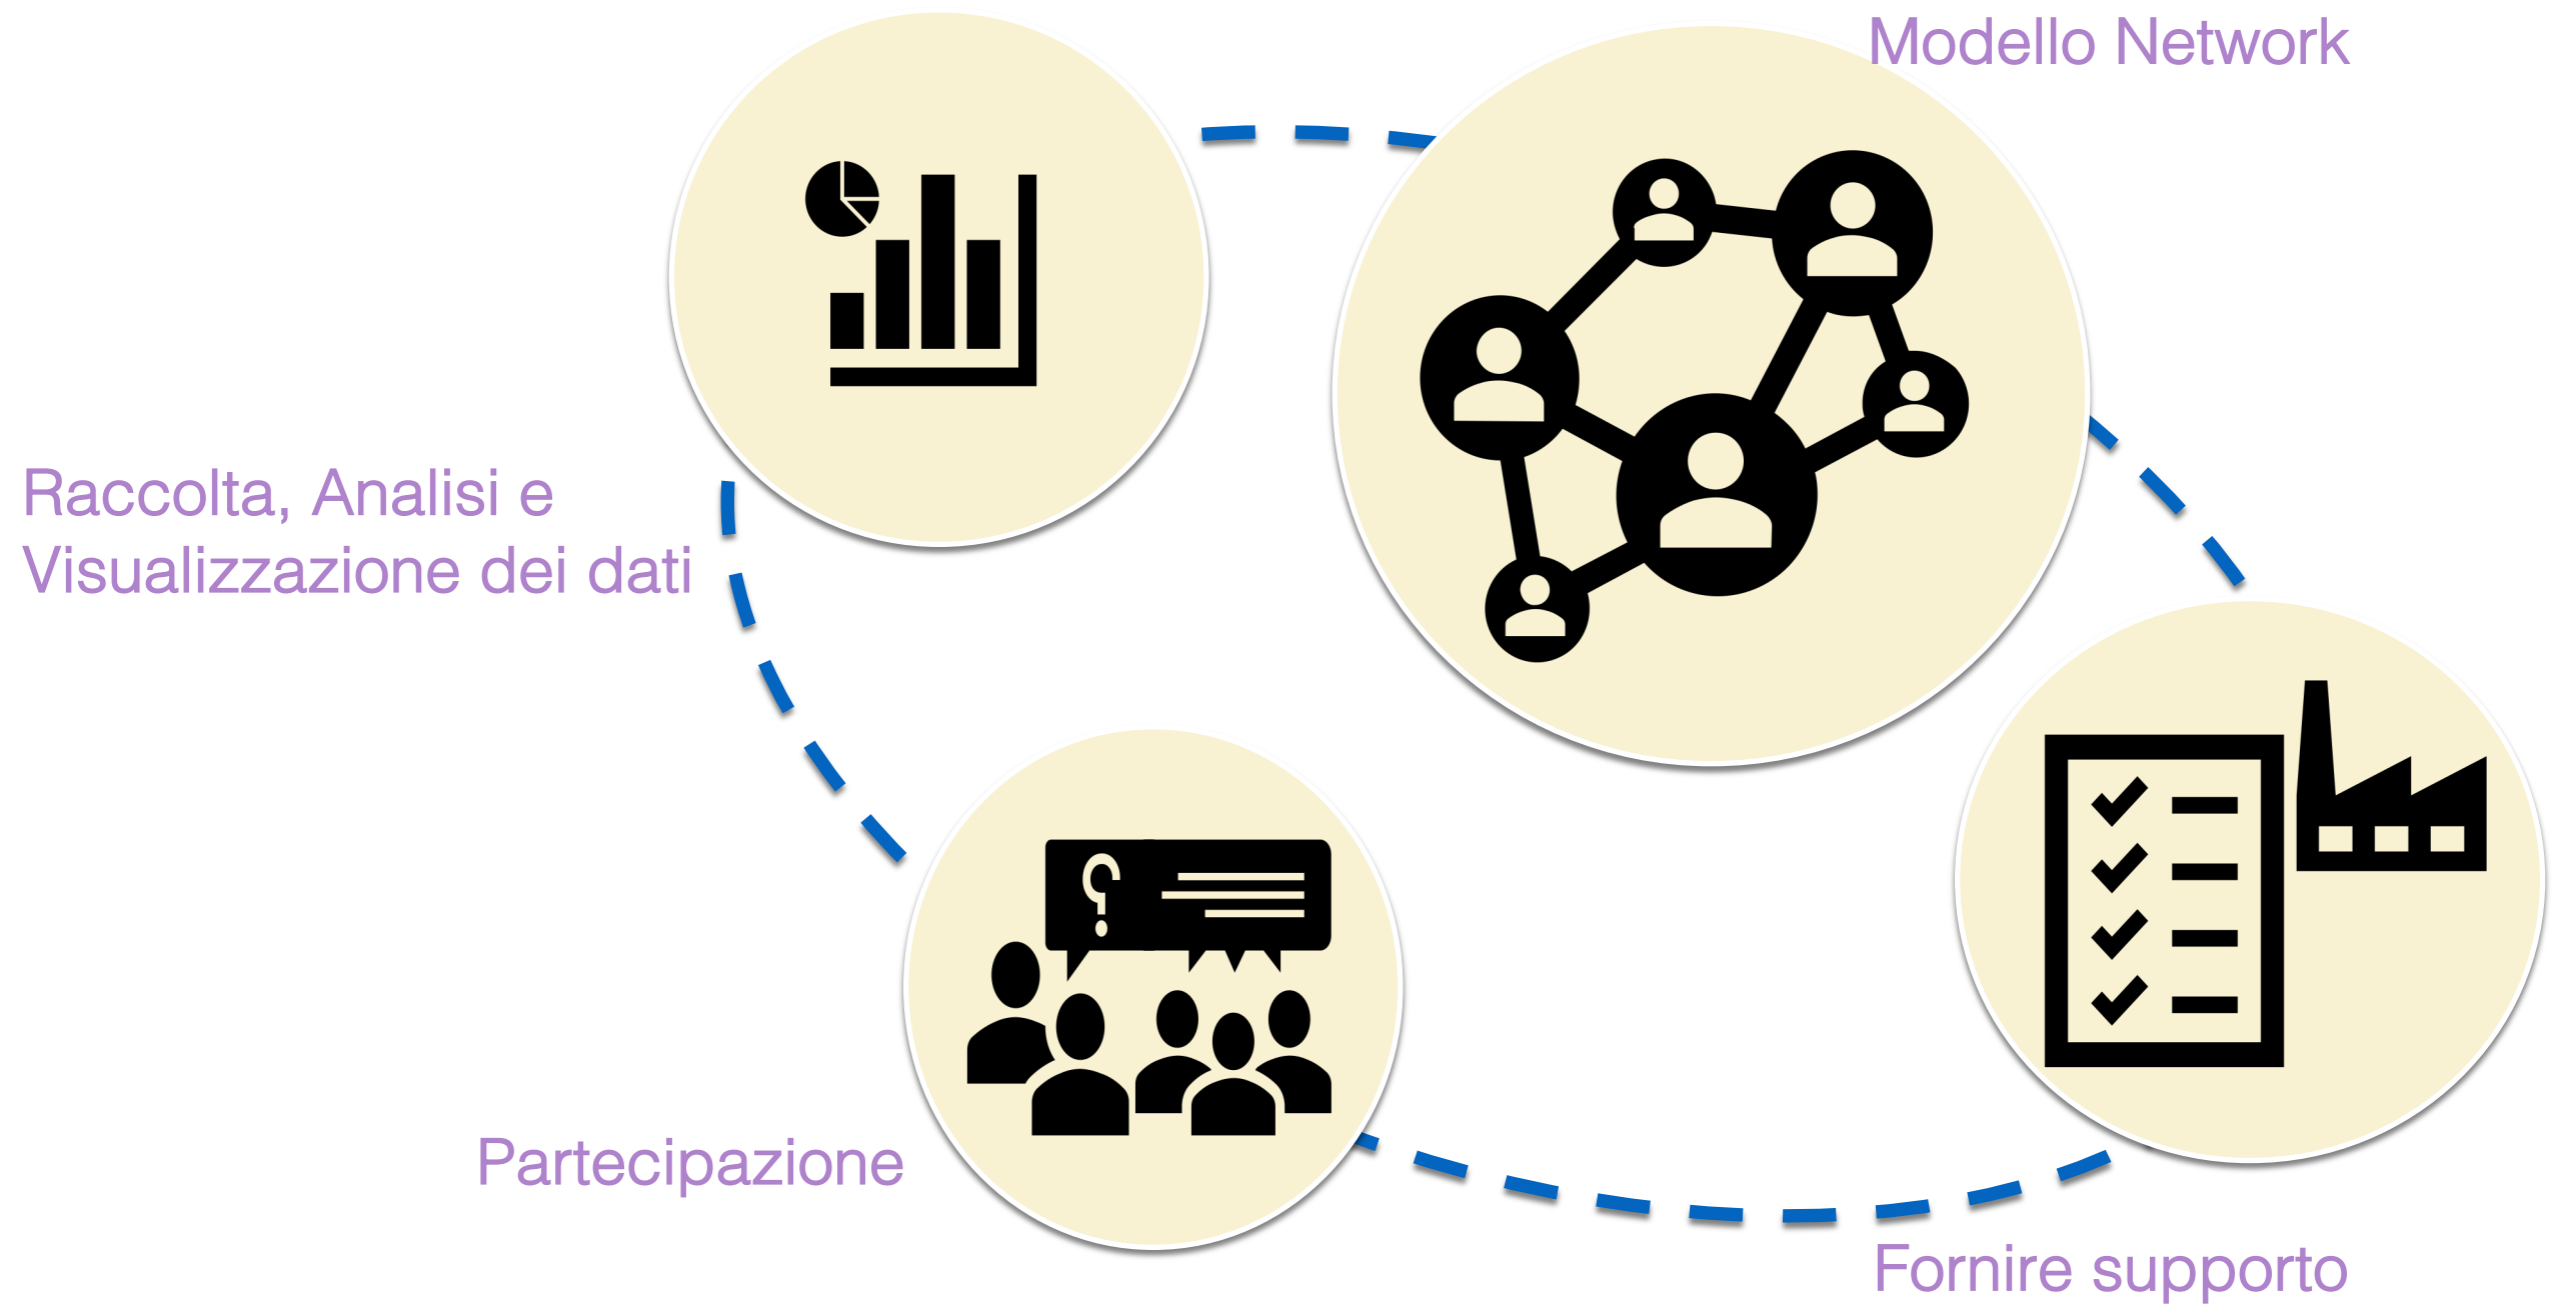 Modello Network
Raccolta, Analisi e
Visualizzazione dei dati
?
Partecipazione
Fornire supporto